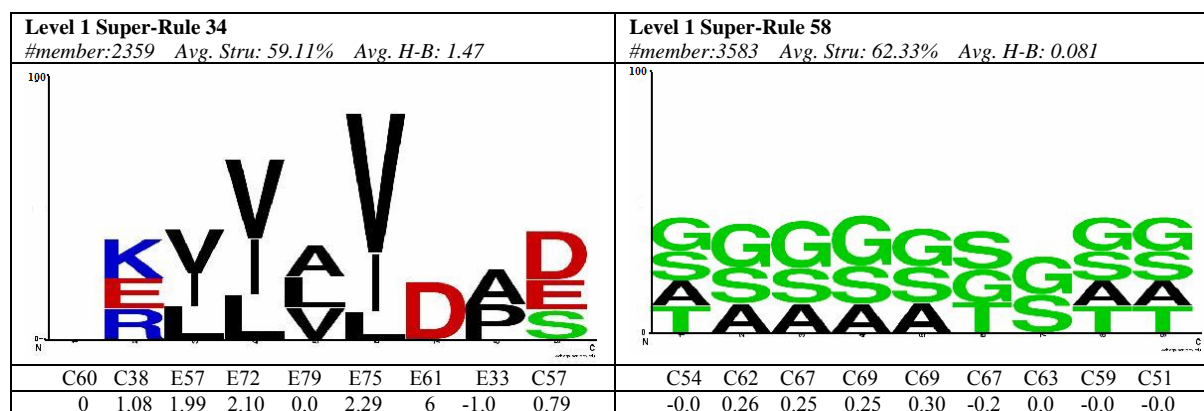 Level 1 Super-Rule 34
#member:2359 Avg. Stru: 59.11% Avg. H-B: 1.47
100
K V V A V D A D
E I I L I P E
R L L V L S
0
N C
C60 C38 E57 E72 E79 E75 E61 E33 C57
0 1.08 1.99 2.10 0.0 2.29 6 -1.0 0.79
Level 1 Super-Rule 58
#member:3583 Avg. Stru: 62.33% Avg. H-B: 0.081
100
G G G G G S G G G
S S S S S G S S S
A A A A A T A A
T T T
0
N C
C54 C62 C67 C69 C69 C67 C63 C59 C51
-0.0 0.26 0.25 0.25 0.30 -0.2 0.0 -0.0 -0.0